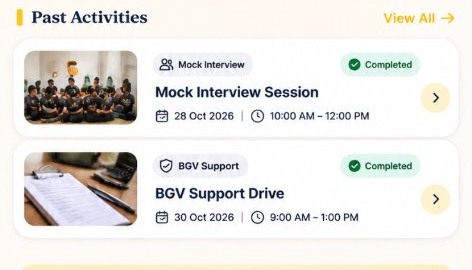 Past Activities
View All →
Mock Interview
Completed
Mock Interview Session
28 Oct 2026 | 10:00 AM – 12:00 PM
BGV Support
Completed
BGV Support Drive
30 Oct 2026 | 9:00 AM – 1:00 PM